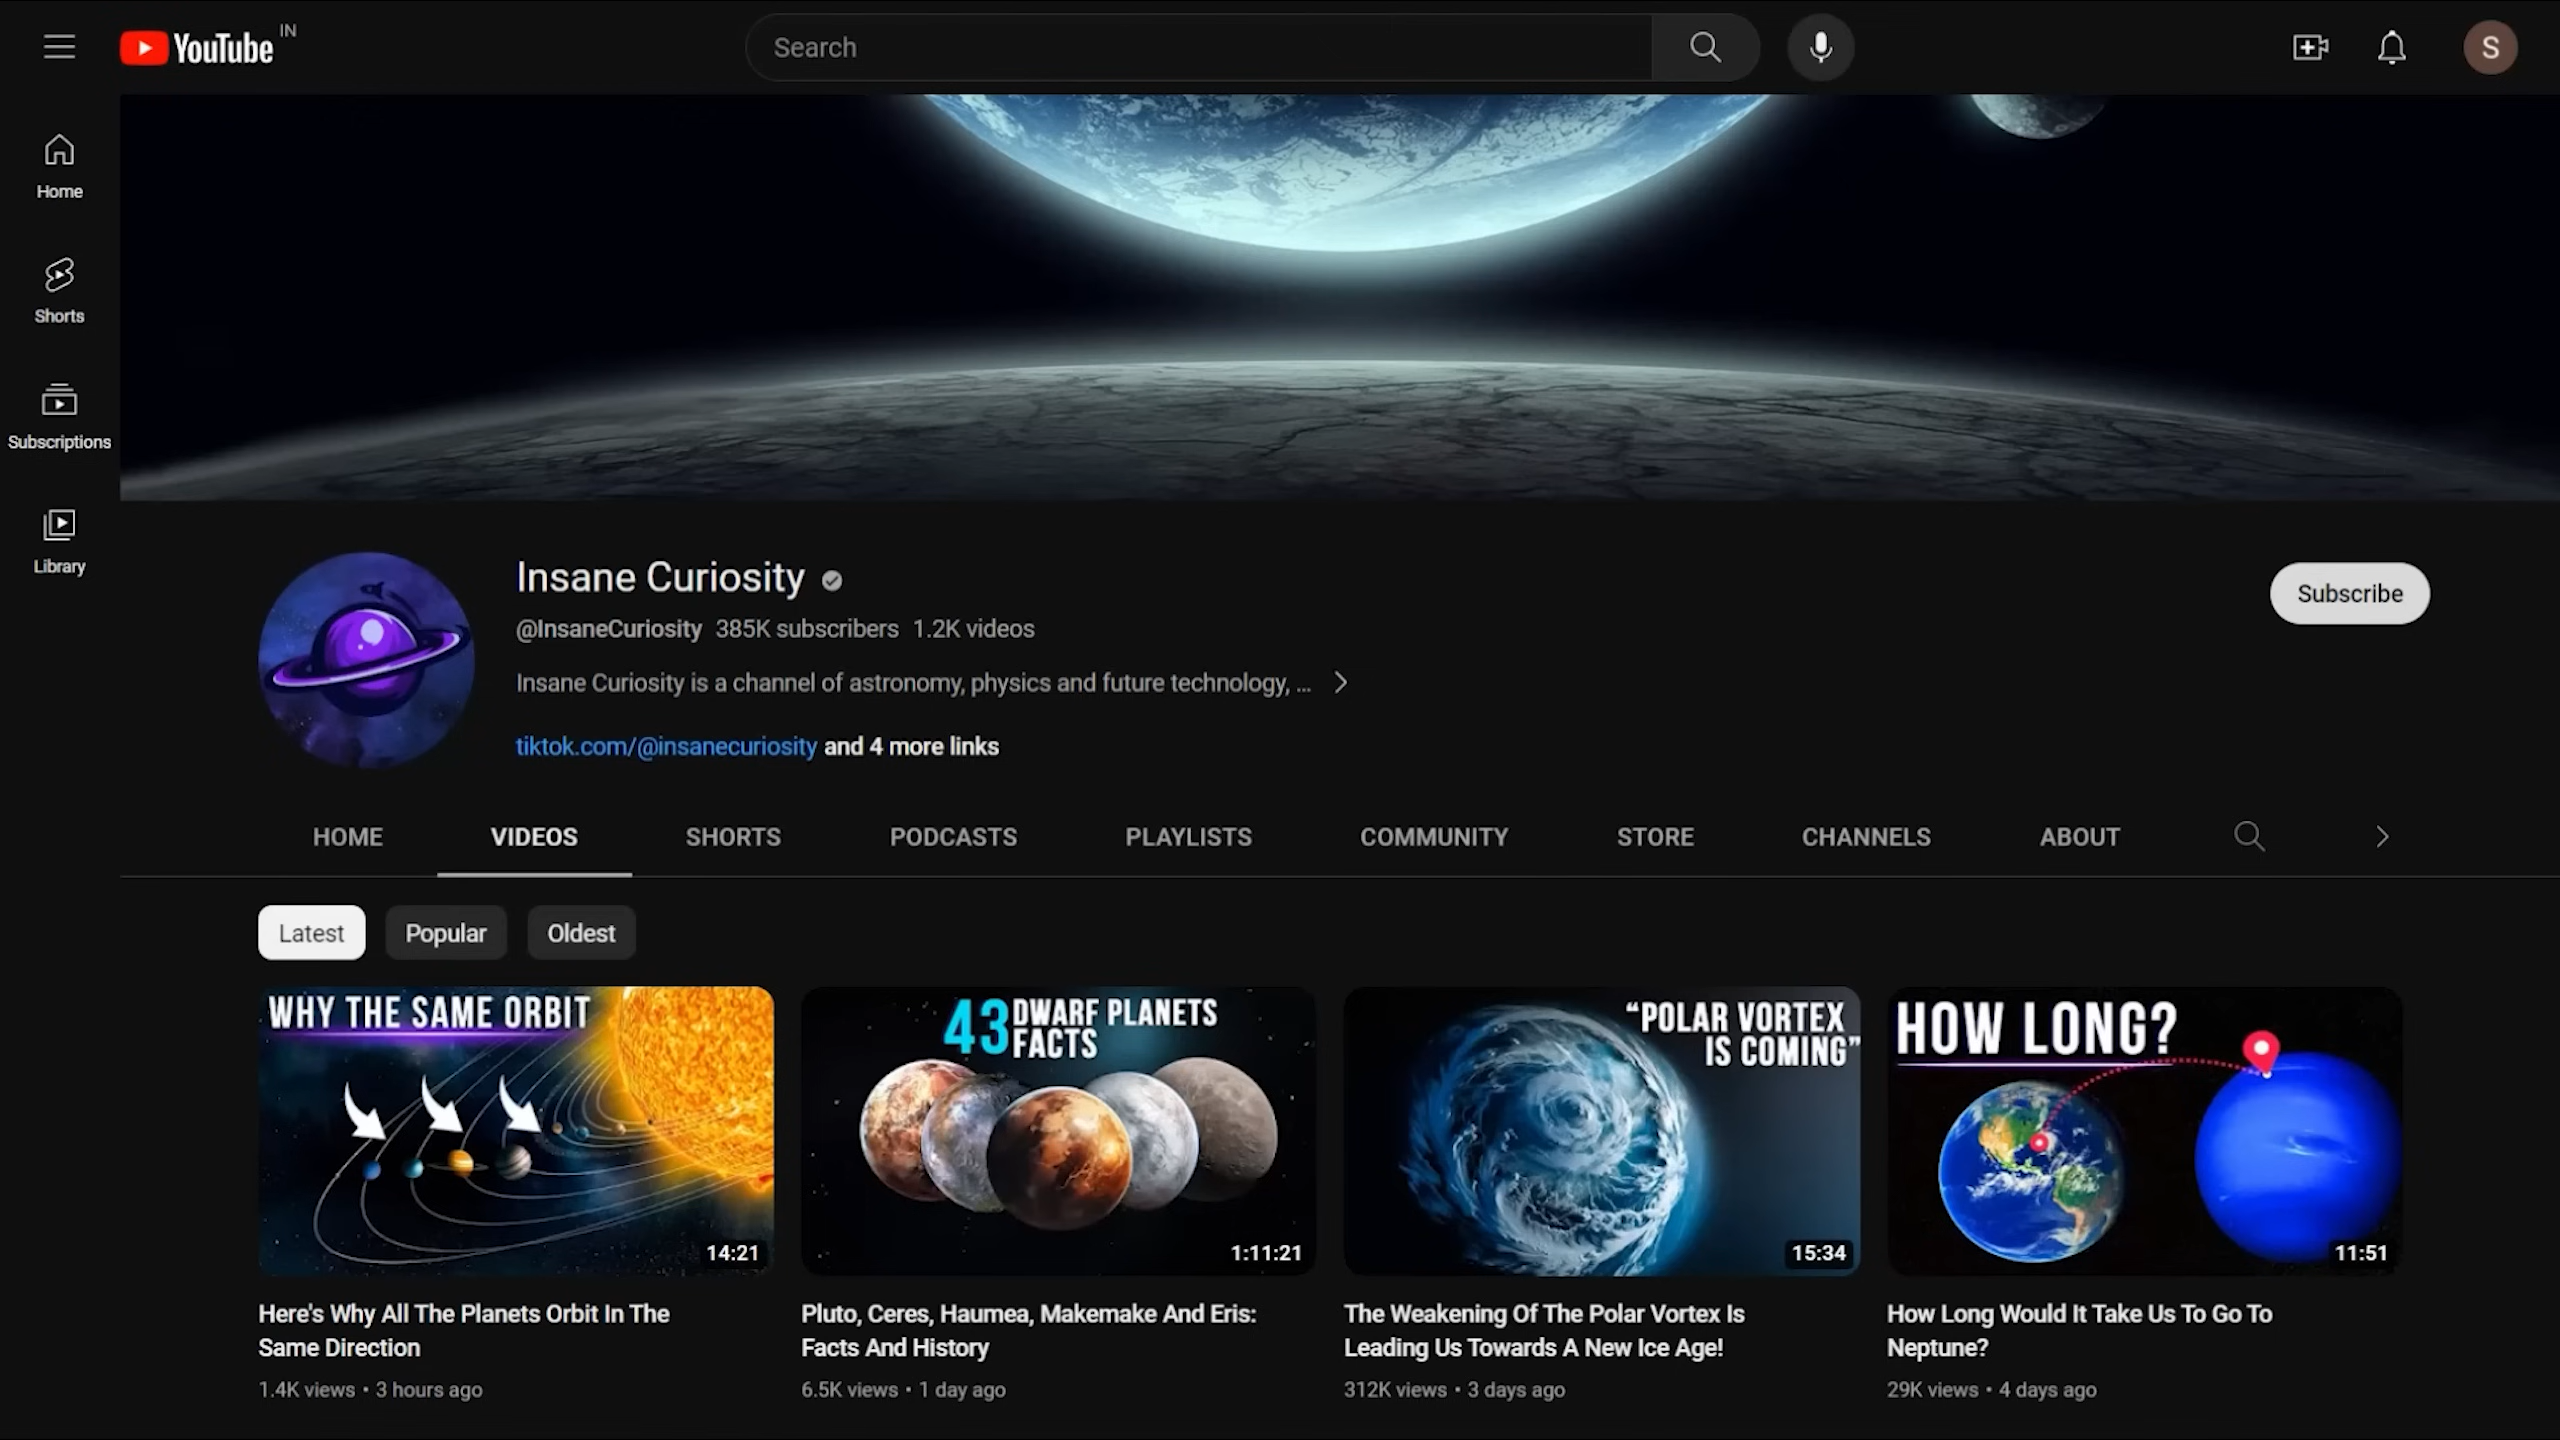 YouTube IN
Search
S
Home
Shorts
Subscriptions
Library
Insane Curiosity
@InsaneCuriosity 385K subscribers 1.2K videos
Insane Curiosity is a channel of astronomy, physics and future technology, ...
tiktok.com/@insanecuriosity and 4 more links
Subscribe
HOME VIDEOS SHORTS PODCASTS PLAYLISTS COMMUNITY STORE CHANNELS ABOUT
Latest Popular Oldest
WHY THE SAME ORBIT
14:21
Here's Why All The Planets Orbit In The
Same Direction
1.4K views • 3 hours ago
43 DWARF PLANETS
FACTS
1:11:21
Pluto, Ceres, Haumea, Makemake And Eris:
Facts And History
6.5K views • 1 day ago
“POLAR VORTEX
IS COMING”
15:34
The Weakening Of The Polar Vortex Is
Leading Us Towards A New Ice Age!
312K views • 3 days ago
HOW LONG?
11:51
How Long Would It Take Us To Go To
Neptune?
29K views • 4 days ago